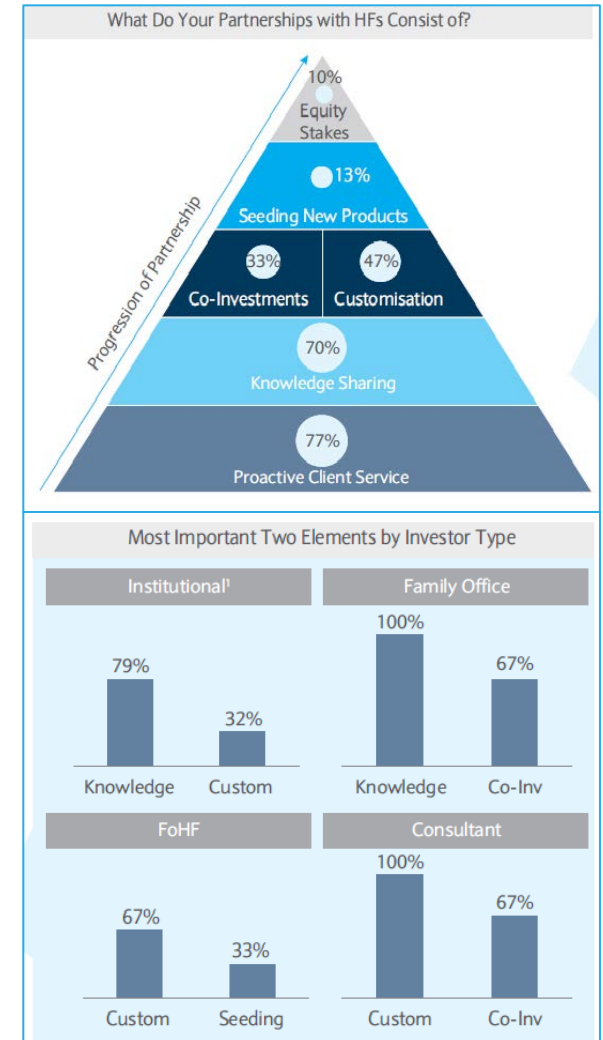 What Do Your Partnerships with HFs Consist of?
10%
Equity
Stakes
13%
Seeding New Products
33%
47%
Co-Investments
Customisation
70%
Knowledge Sharing
77%
Proactive Client Service
Progression of Partnership
Most Important Two Elements by Investor Type
Institutional¹
79%
32%
Knowledge
Custom
Family Office
100%
67%
Knowledge
Co-Inv
FoHF
67%
33%
Custom
Seeding
Consultant
100%
67%
Custom
Co-Inv